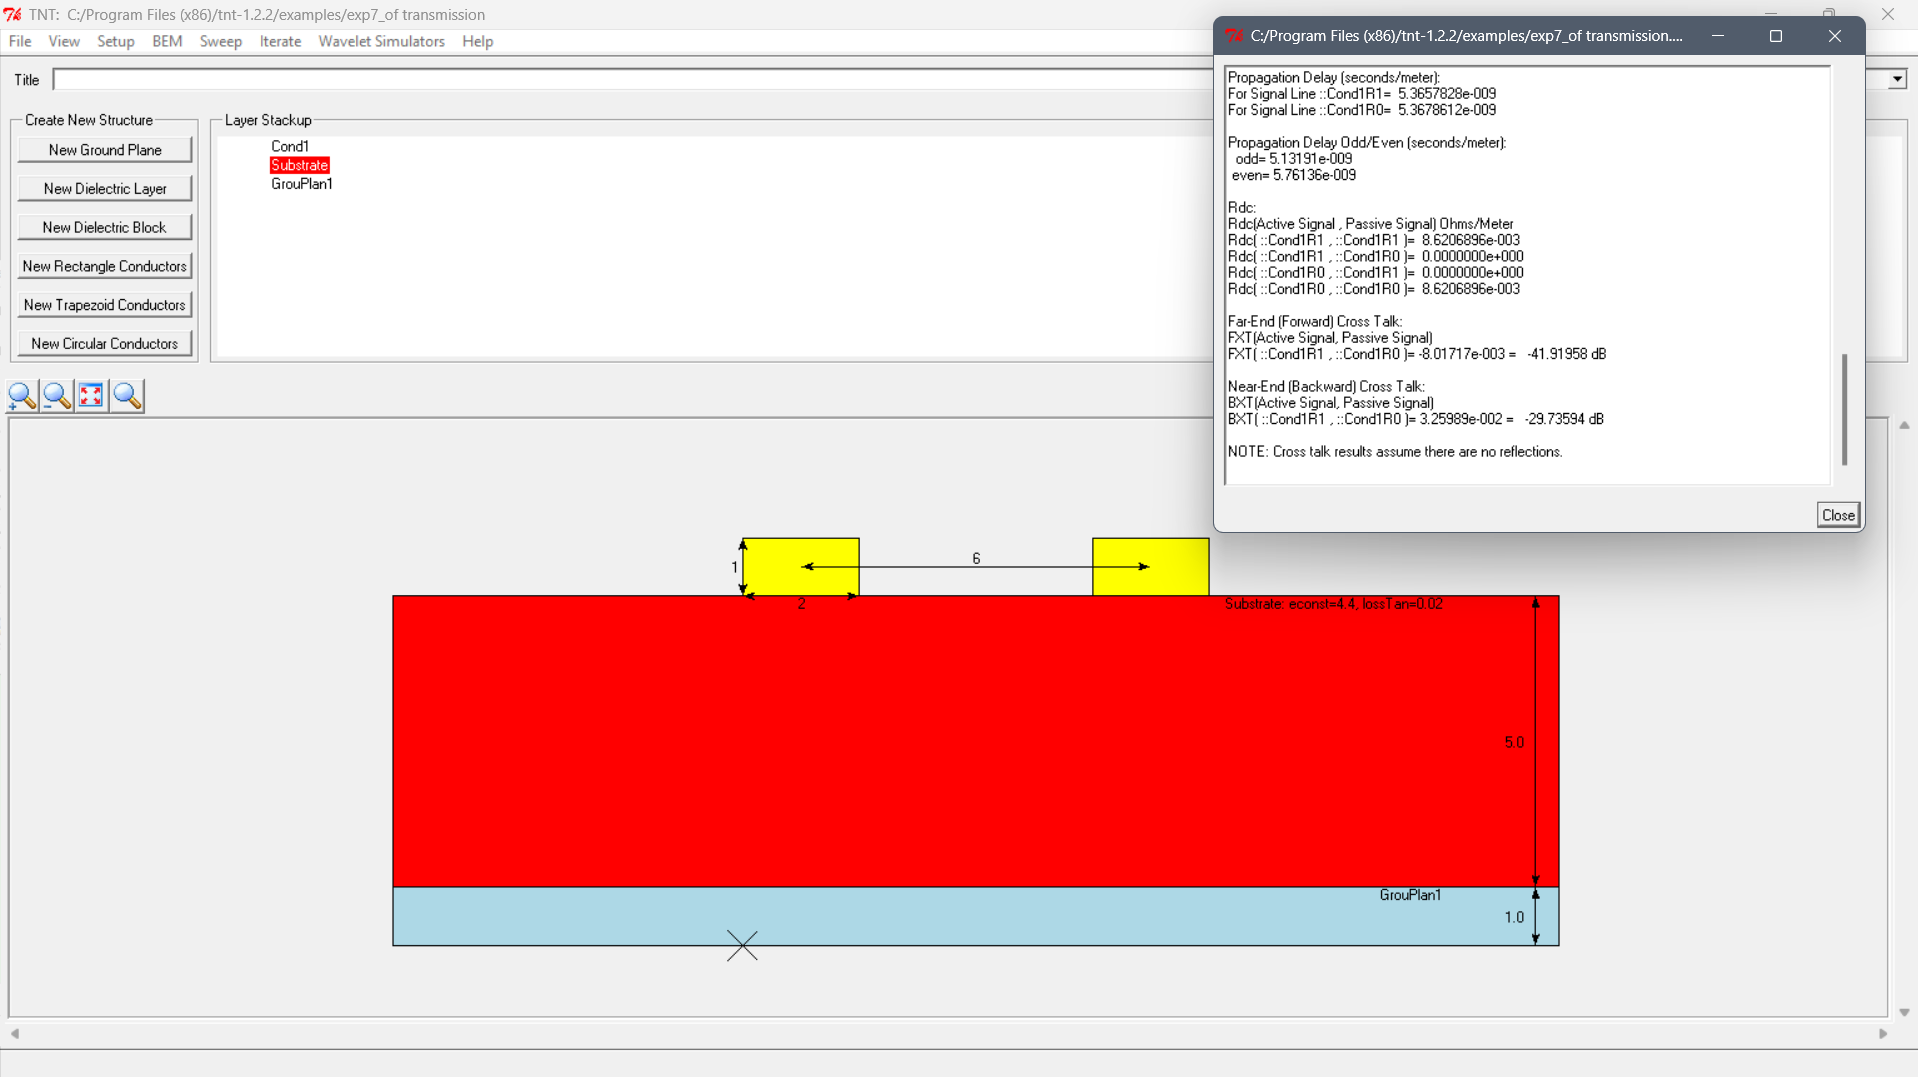 TNT: C:/Program Files (x86)/tnt-1.2.2/examples/exp7_of transmission
File View Setup BEM Sweep Iterate Wavelet Simulators Help
Title
Create New Structure
New Ground Plane
New Dielectric Layer
New Dielectric Block
New Rectangle Conductors
New Trapezoid Conductors
New Circular Conductors
Layer Stackup
Cond1
Substrate
GrouPlan1
C:/Program Files (x86)/tnt-1.2.2/examples/exp7_of transmission....
Propagation Delay (seconds/meter):
For Signal Line ::Cond1R1= 5.3657828e-009
For Signal Line ::Cond1R0= 5.3678612e-009
Propagation Delay Odd/Even (seconds/meter):
odd= 5.13191e-009
even= 5.76136e-009
Rdc:
Rdc(Active Signal , Passive Signal) Ohms/Meter
Rdc( ::Cond1R1 , ::Cond1R1 )= 8.6206896e-003
Rdc( ::Cond1R1 , ::Cond1R0 )= 0.0000000e+000
Rdc( ::Cond1R0 , ::Cond1R1 )= 0.0000000e+000
Rdc( ::Cond1R0 , ::Cond1R0 )= 8.6206896e-003
Far-End (Forward) Cross Talk:
FXT(Active Signal, Passive Signal)
FXT( ::Cond1R1 , ::Cond1R0 )= -8.01717e-003 = -41.91958 dB
Near-End (Backward) Cross Talk:
BXT(Active Signal, Passive Signal)
BXT( ::Cond1R1 , ::Cond1R0 )= 3.25989e-002 = -29.73594 dB
NOTE: Cross talk results assume there are no reflections.
Close
6
1
2
Substrate: econst=4.4, lossTan=0.02
5.0
GrouPlan1
1.0